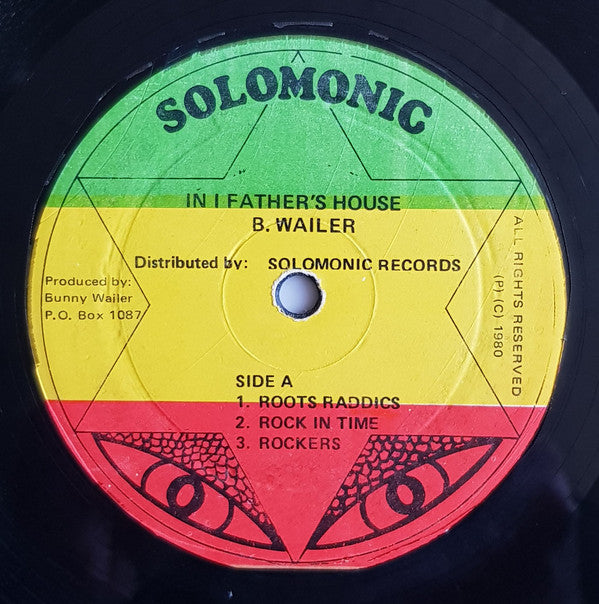 SOLOMONIC
IN I FATHER'S HOUSE
B. WAILER
Distributed by: SOLOMONIC RECORDS
Produced by:
Bunny Wailer
P.O. Box 1087
ALL RIGHTS RESERVED
(P) (C) 1980
SIDE A
1. ROOTS RADDICS
2. ROCK IN TIME
3. ROCKERS